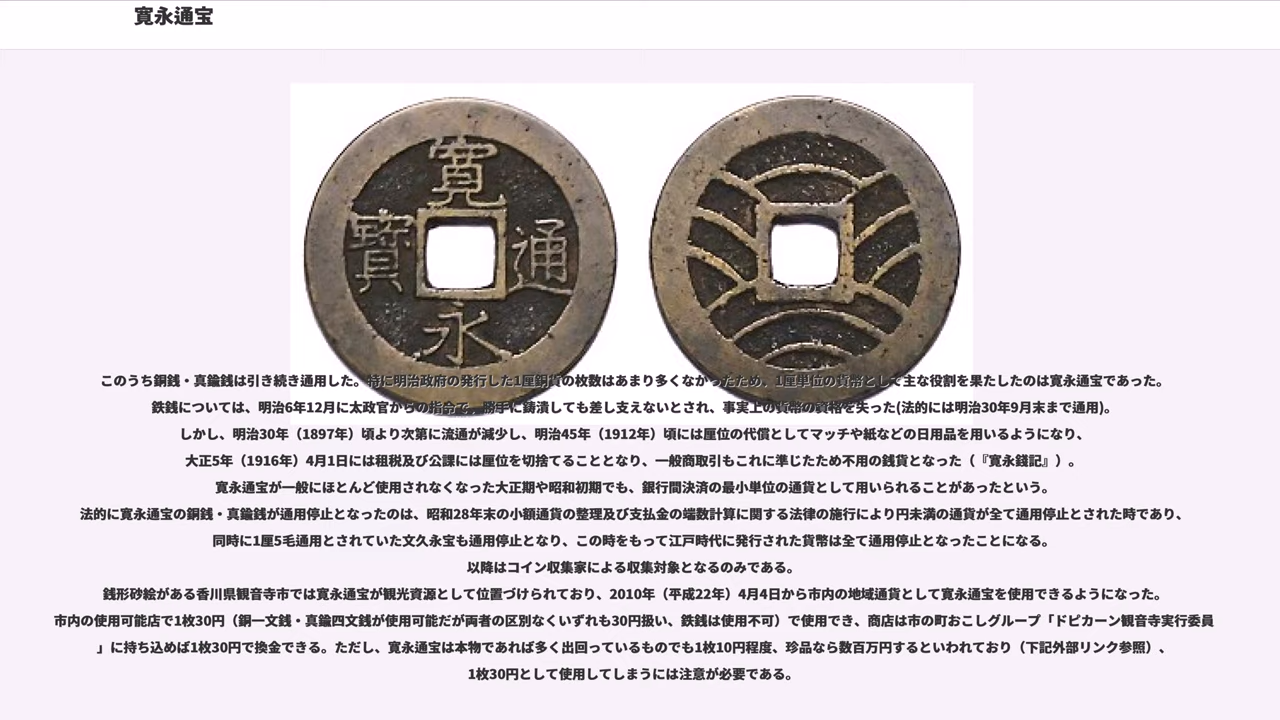 寛永通宝
寛
寶 通
永
このうち銅銭・真鍮銭は引き続き通用した。特に明治政府の発行した1厘銅貨の枚数はあまり多くなかったため、1厘単位の貨幣として主な役割を果たしたのは寛永通宝であった。
鉄銭については、明治6年12月に太政官からの指令で、勝手に鋳潰しても差し支えないとされ、事実上の貨幣の資格を失った(法的には明治30年9月末まで通用)。
しかし、明治30年（1897年）頃より次第に流通が減少し、明治45年（1912年）頃には厘位の代償としてマッチや紙などの日用品を用いるようになり、
大正5年（1916年）4月1日には租税及び公課には厘位を切捨てることとなり、一般商取引もこれに準じたため不用の銭貨となった（『寛永錢記』）。
寛永通宝が一般にほとんど使用されなくなった大正期や昭和初期でも、銀行間決済の最小単位の通貨として用いられることがあったという。
法的に寛永通宝の銅銭・真鍮銭が通用停止となったのは、昭和28年末の小額通貨の整理及び支払金の端数計算に関する法律の施行により円未満の通貨が全て通用停止とされた時であり、
同時に1厘5毛通用とされていた文久永宝も通用停止となり、この時をもって江戸時代に発行された貨幣は全て通用停止となったことになる。
以降はコイン収集家による収集対象となるのみである。
銭形砂絵がある香川県観音寺市では寛永通宝が観光資源として位置づけられており、2010年（平成22年）4月4日から市内の地域通貨として寛永通宝を使用できるようになった。
市内の使用可能店で1枚30円（銅一文銭・真鍮四文銭が使用可能だが両者の区別なくいずれも30円扱い、鉄銭は使用不可）で使用でき、商店は市の町おこしグループ「ドピカーン観音寺実行委員
」に持ち込めば1枚30円で換金できる。ただし、寛永通宝は本物であれば多く出回っているものでも1枚10円程度、珍品なら数百万円するといわれており（下記外部リンク参照）、
1枚30円として使用してしまうには注意が必要である。